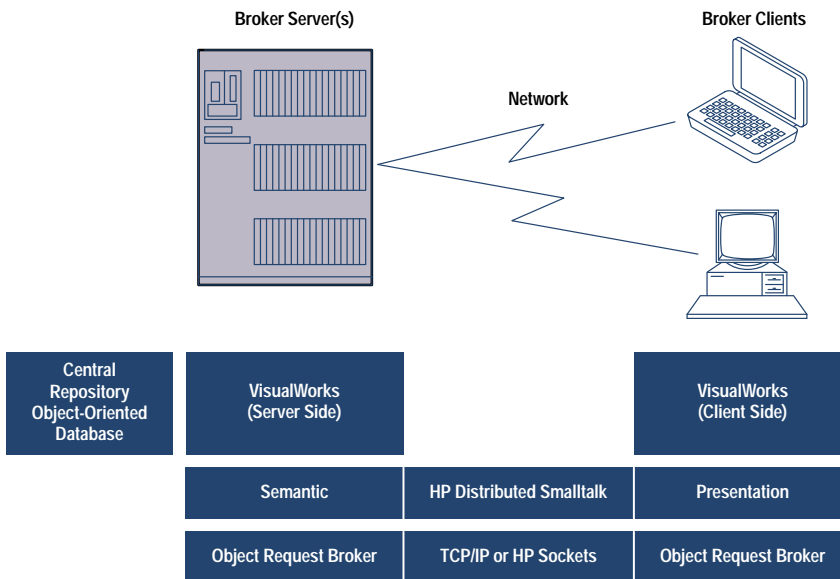 Broker Server(s)
Broker Clients
Network
Central
Repository
Object-Oriented
Database
VisualWorks
(Server Side)
VisualWorks
(Client Side)
Semantic
HP Distributed Smalltalk
Presentation
Object Request Broker
TCP/IP or HP Sockets
Object Request Broker